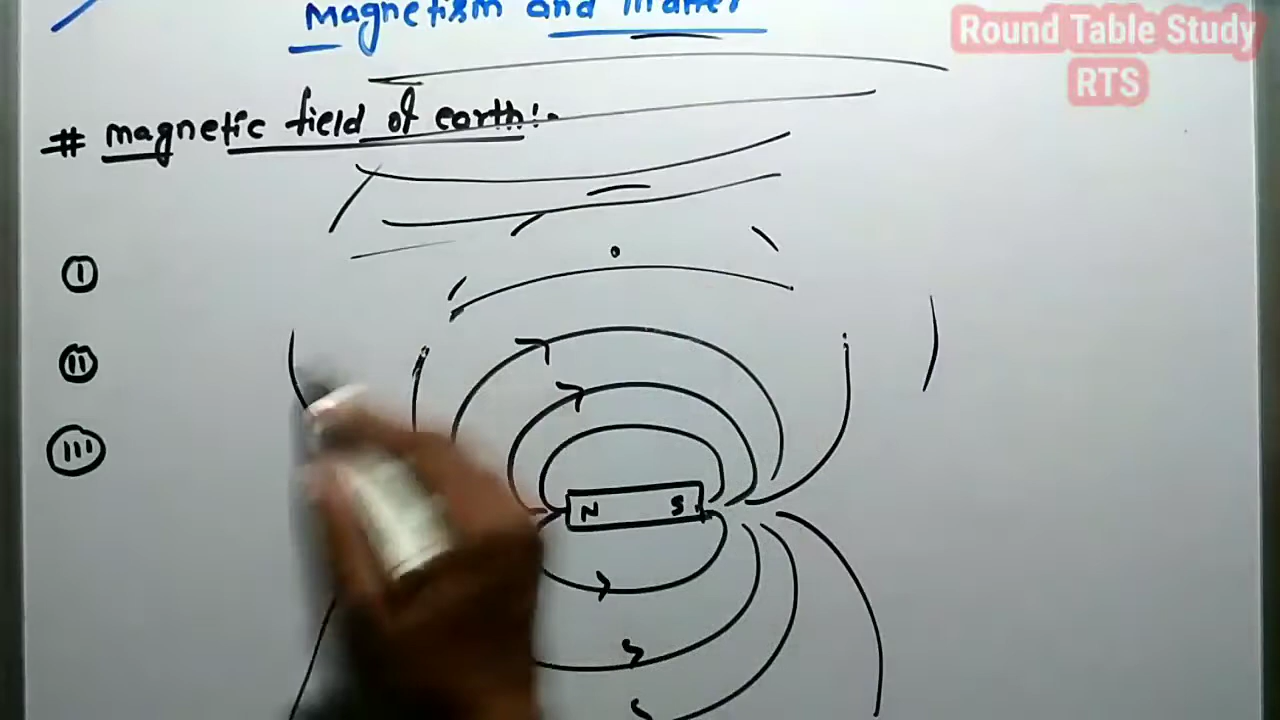 magnetism and matter
Round Table Study
RTS
# magnetic field of earth:-
I
II
III
N S